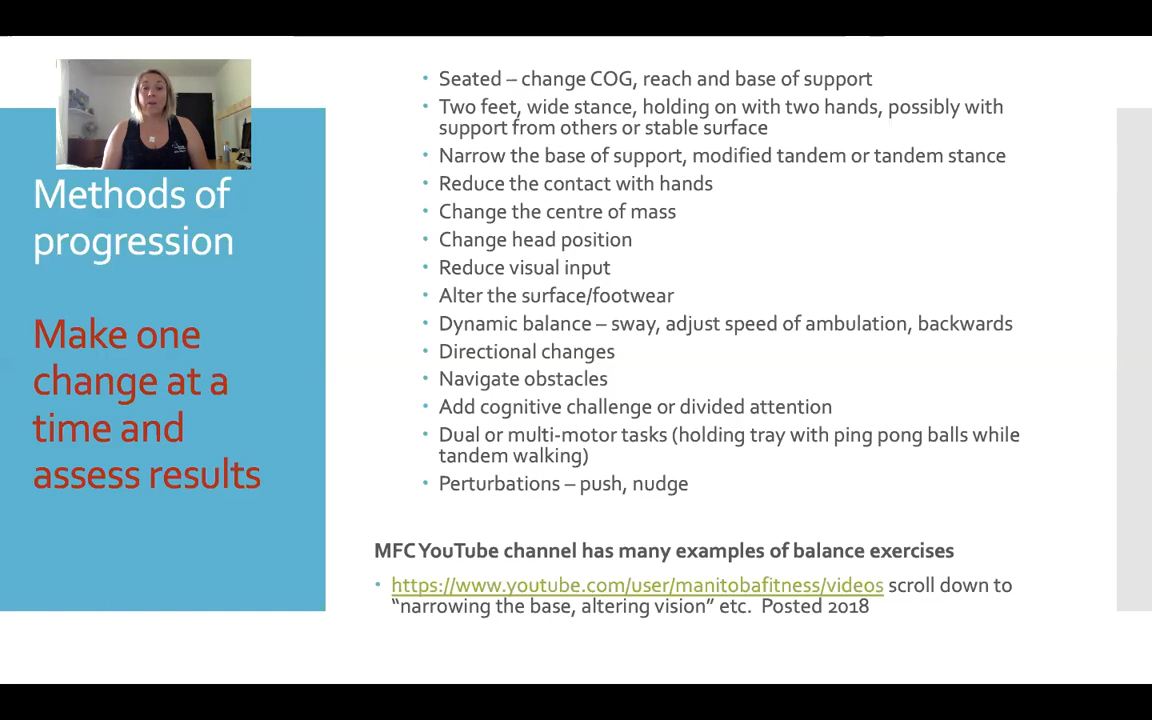 Methods of
progression
Make one
change at a
time and
assess results
• Seated – change COG, reach and base of support
• Two feet, wide stance, holding on with two hands, possibly with
support from others or stable surface
• Narrow the base of support, modified tandem or tandem stance
• Reduce the contact with hands
• Change the centre of mass
• Change head position
• Reduce visual input
• Alter the surface/footwear
• Dynamic balance – sway, adjust speed of ambulation, backwards
• Directional changes
• Navigate obstacles
• Add cognitive challenge or divided attention
• Dual or multi-motor tasks (holding tray with ping pong balls while
tandem walking)
• Perturbations – push, nudge
MFC YouTube channel has many examples of balance exercises
• https://www.youtube.com/user/manitobafitness/videos scroll down to
“narrowing the base, altering vision” etc.  Posted 2018